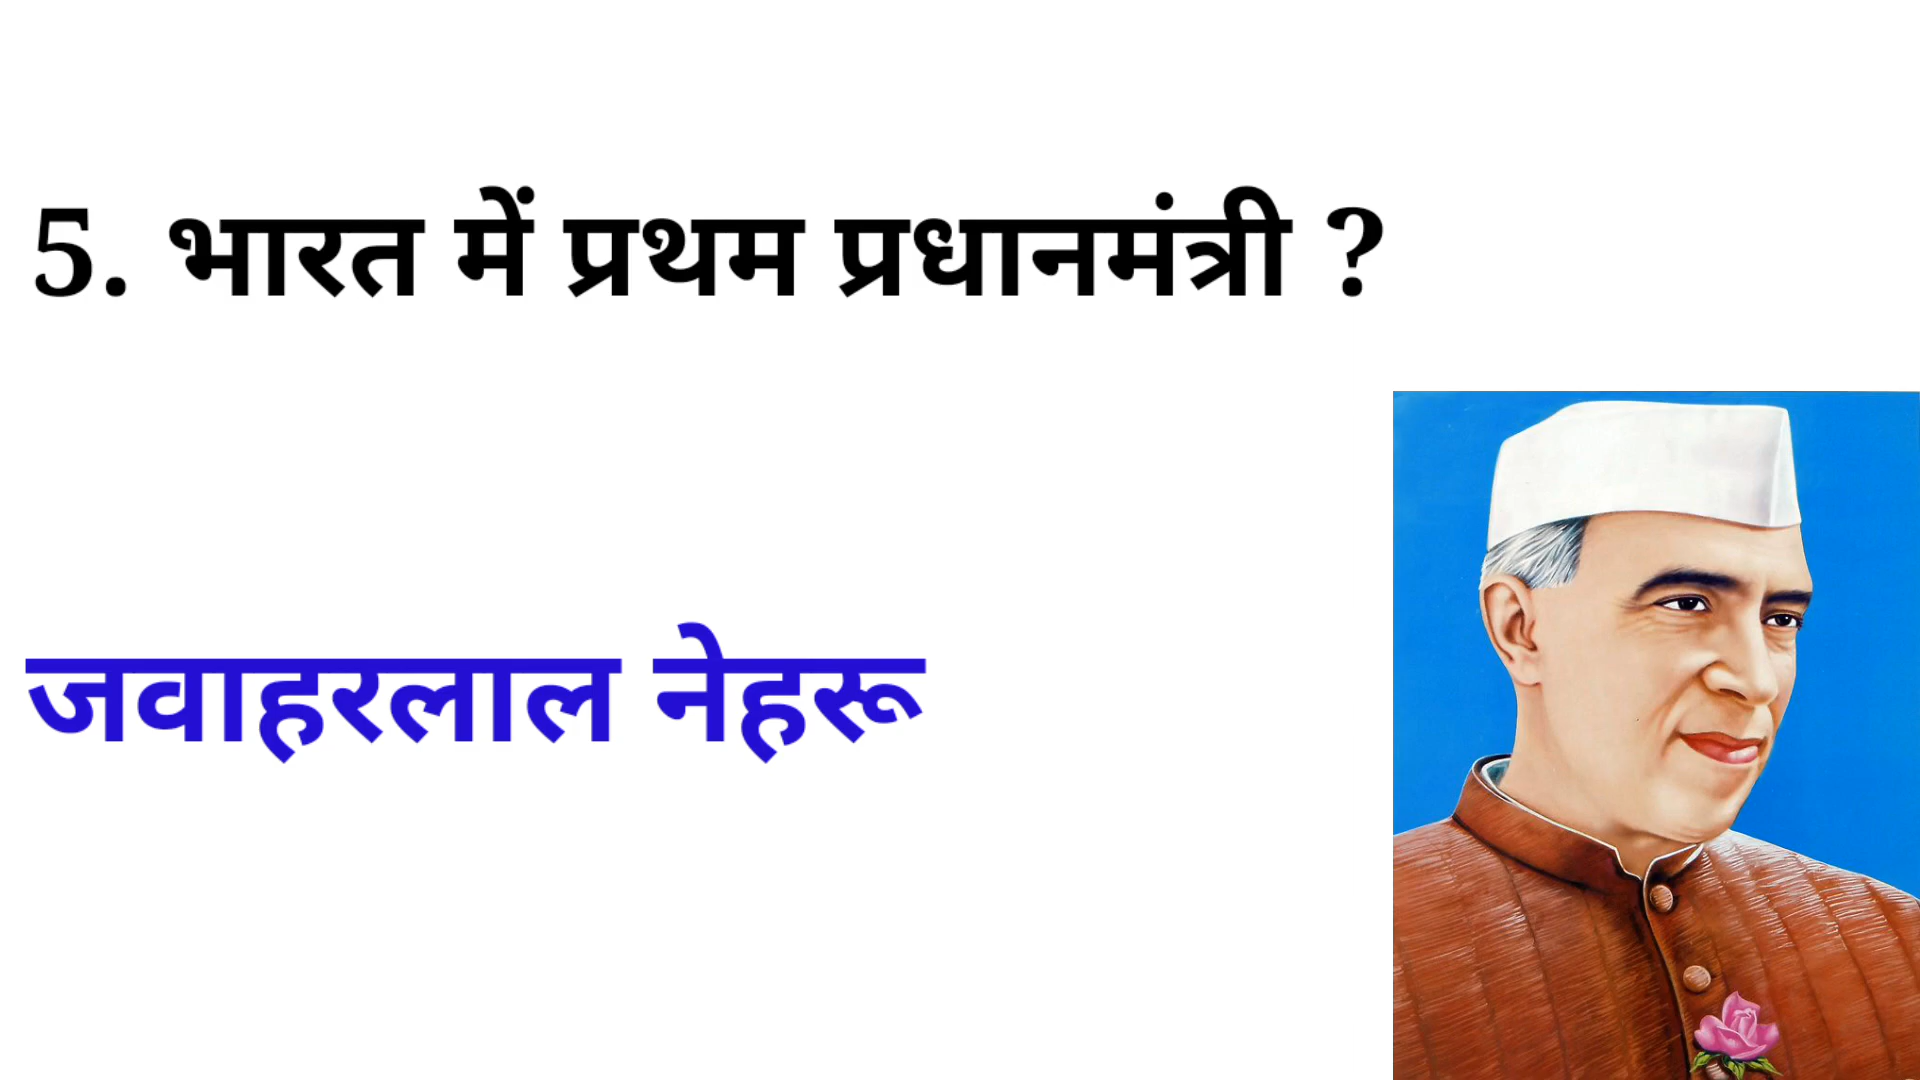 5. भारत में प्रथम प्रधानमंत्री ?
जवाहरलाल नेहरू